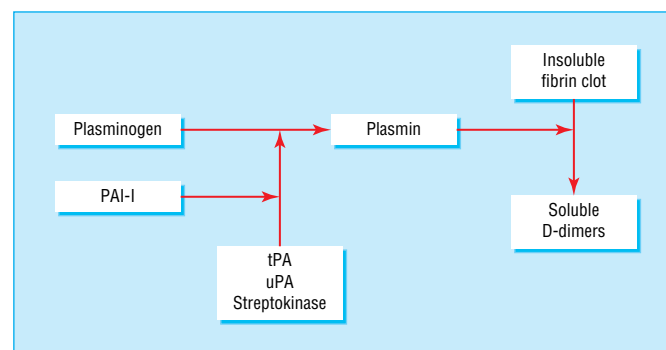 Insoluble
fibrin clot
Plasminogen
Plasmin
PAI-I
Soluble
D-dimers
tPA
uPA
Streptokinase